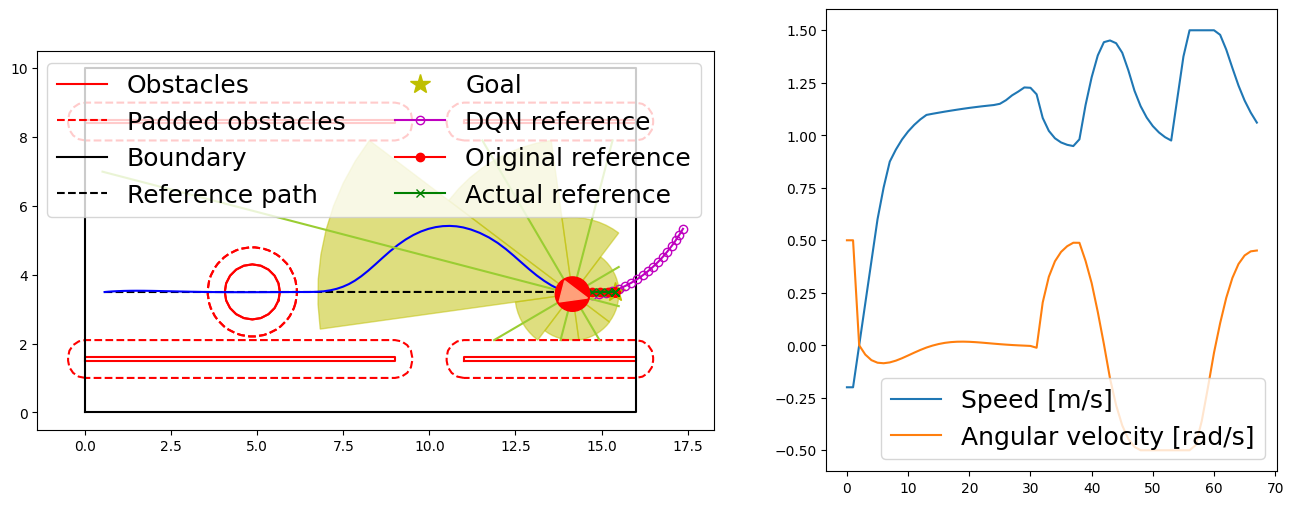 Obstacles
Padded obstacles
Boundary
Reference path
Goal
DQN reference
Original reference
Actual reference
10
8
6
4
2
0
0.0 2.5 5.0 7.5 10.0 12.5 15.0 17.5
1.50
1.25
1.00
0.75
0.50
0.25
0.00
−0.25
−0.50
Speed [m/s]
Angular velocity [rad/s]
0 10 20 30 40 50 60 70